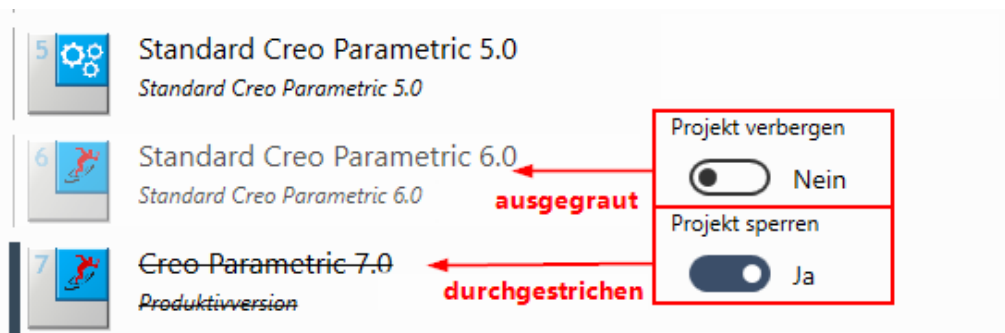 5
Standard Creo Parametric 5.0
Standard Creo Parametric 5.0
Projekt verbergen
6
Standard Creo Parametric 6.0
Nein
Standard Creo Parametric 6.0
ausgegraut
Projekt sperren
7
Creo Parametric 7.0
Ja
Produktivversion
durchgestrichen